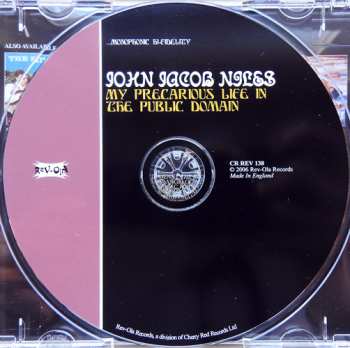 ALSO AVAILABLE
...MONOPHONIC HI-FIDELITY
JOHN JACOB NILES
MY PRECARIOUS LIFE IN
THE PUBLIC DOMAIN
Rev-Ola
CR REV 138
© 2006 Rev-Ola Records
Made In England
Rev-Ola Records, a division of Cherry Red Records Ltd